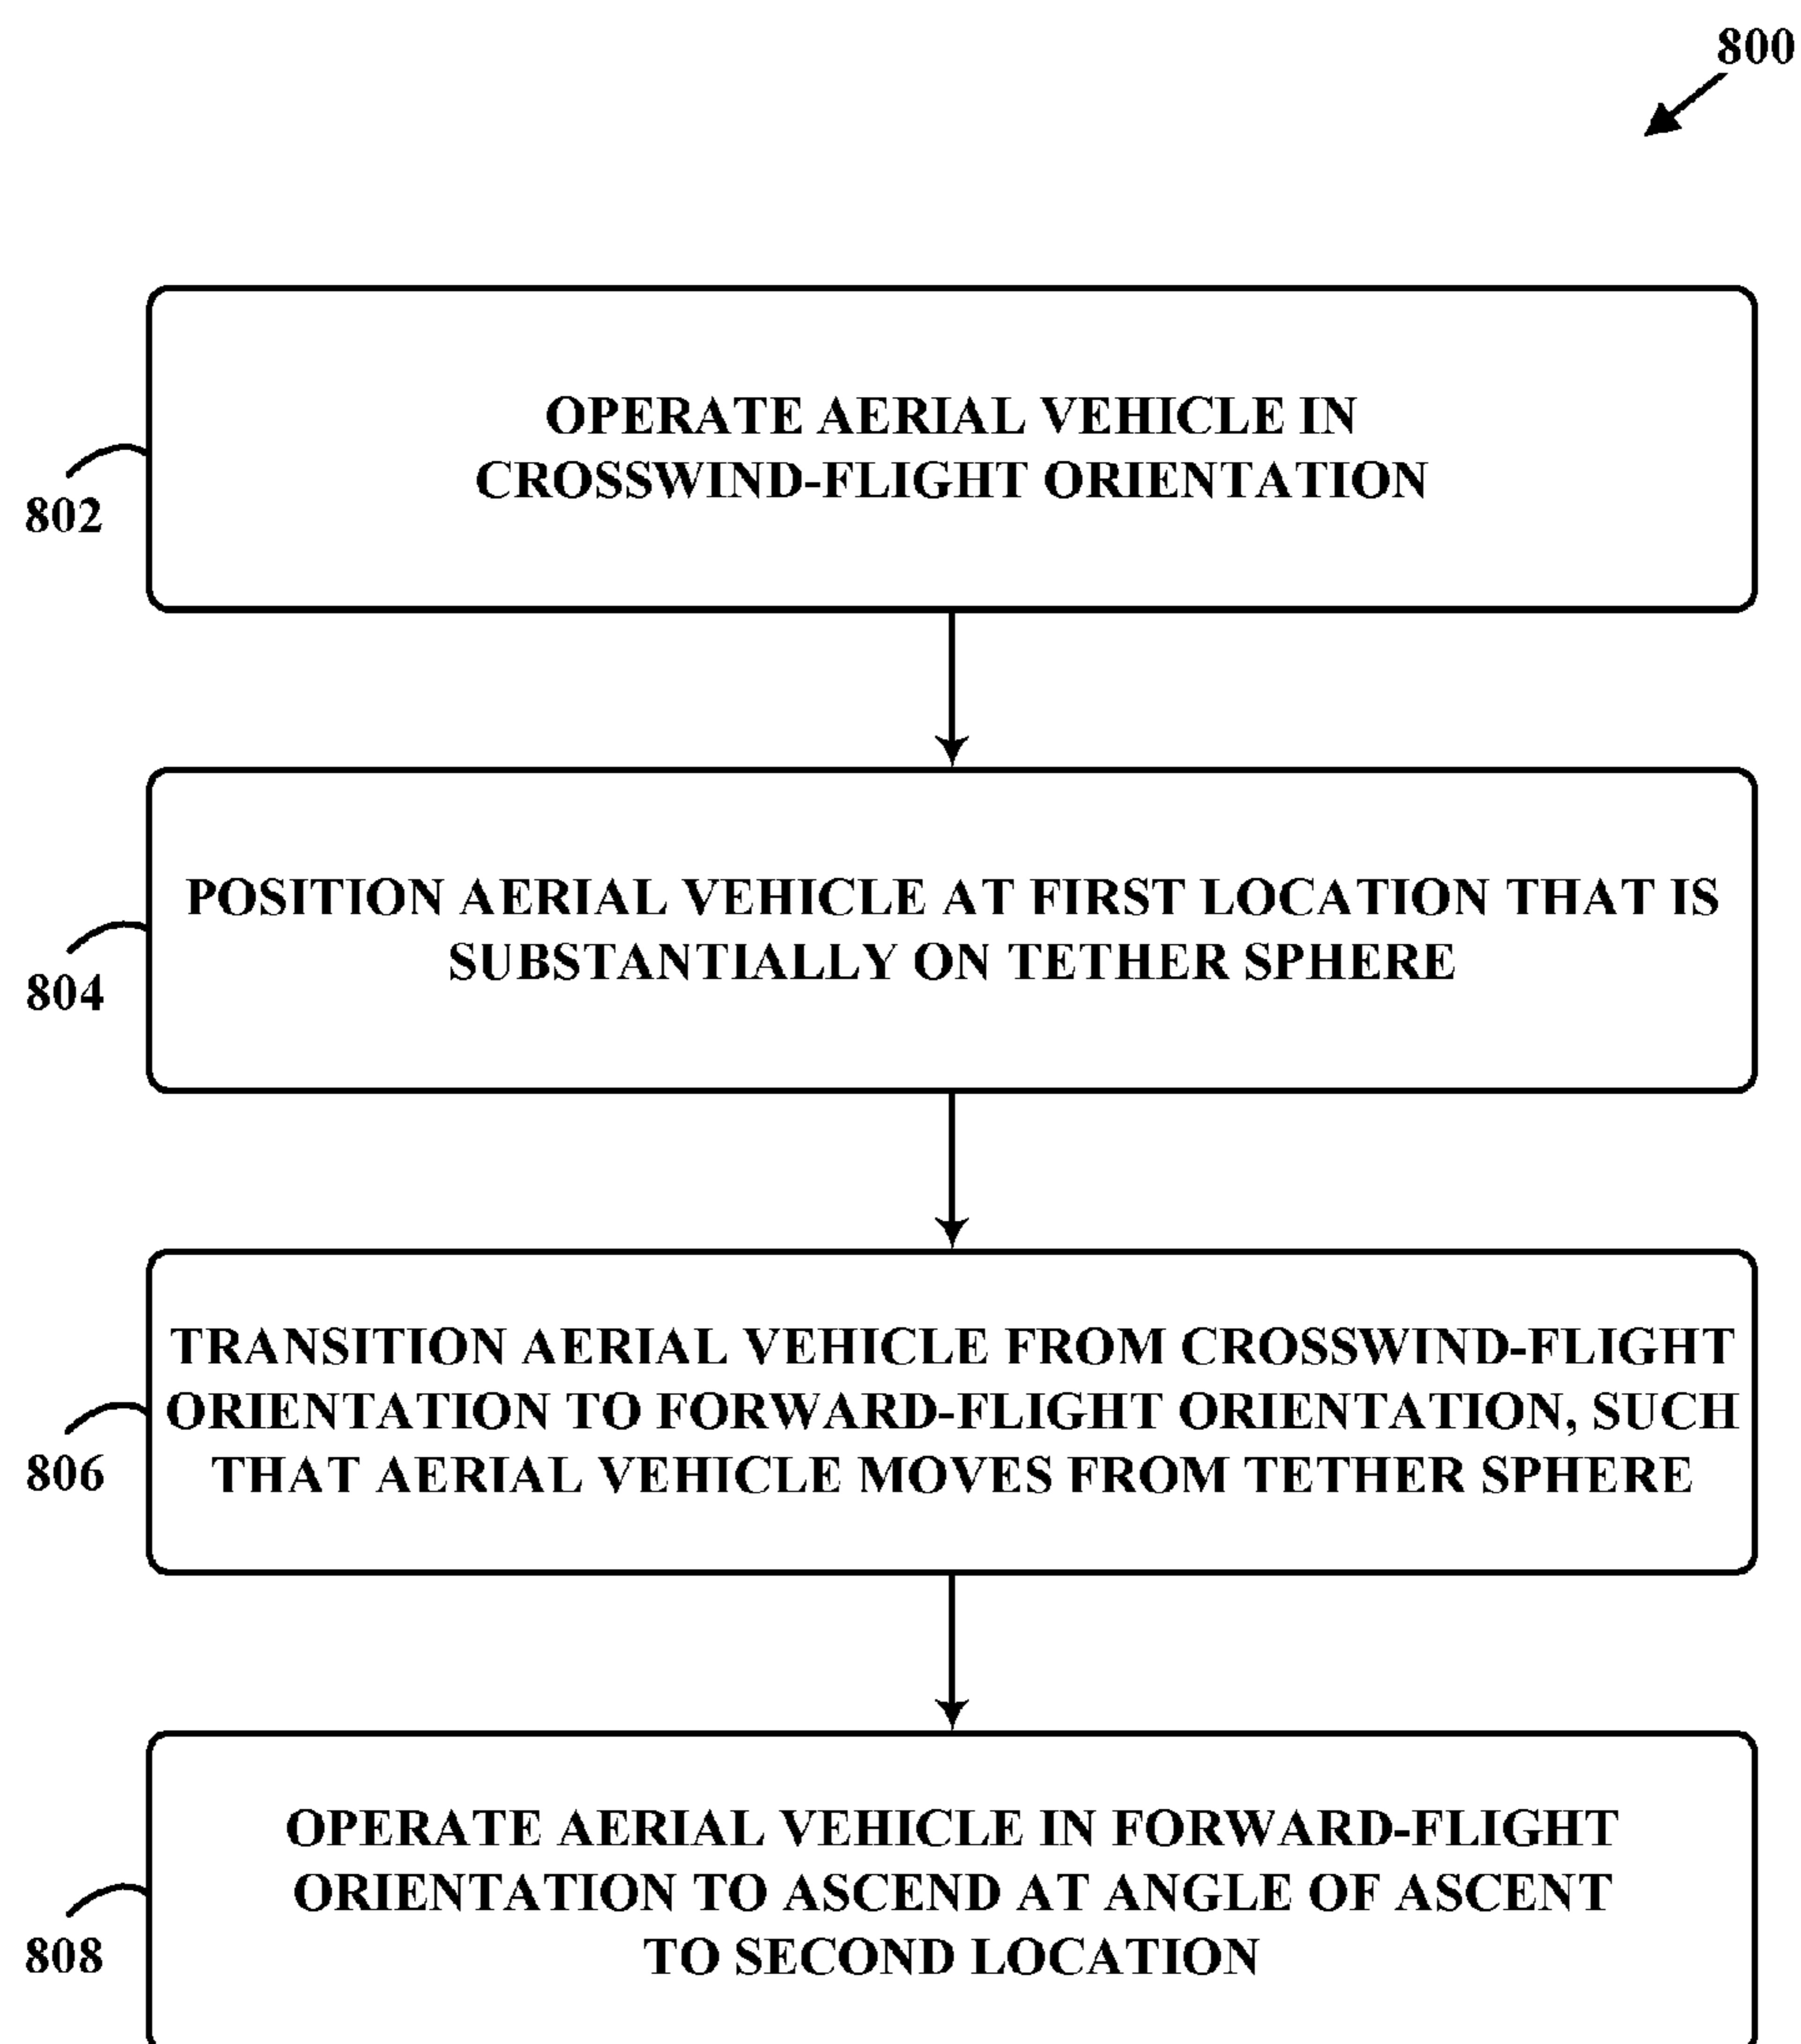 800
OPERATE AERIAL VEHICLE IN
CROSSWIND-FLIGHT ORIENTATION
802
POSITION AERIAL VEHICLE AT FIRST LOCATION THAT IS
SUBSTANTIALLY ON TETHER SPHERE
804
TRANSITION AERIAL VEHICLE FROM CROSSWIND-FLIGHT
ORIENTATION TO FORWARD-FLIGHT ORIENTATION, SUCH
THAT AERIAL VEHICLE MOVES FROM TETHER SPHERE
806
OPERATE AERIAL VEHICLE IN FORWARD-FLIGHT
ORIENTATION TO ASCEND AT ANGLE OF ASCENT
TO SECOND LOCATION
808